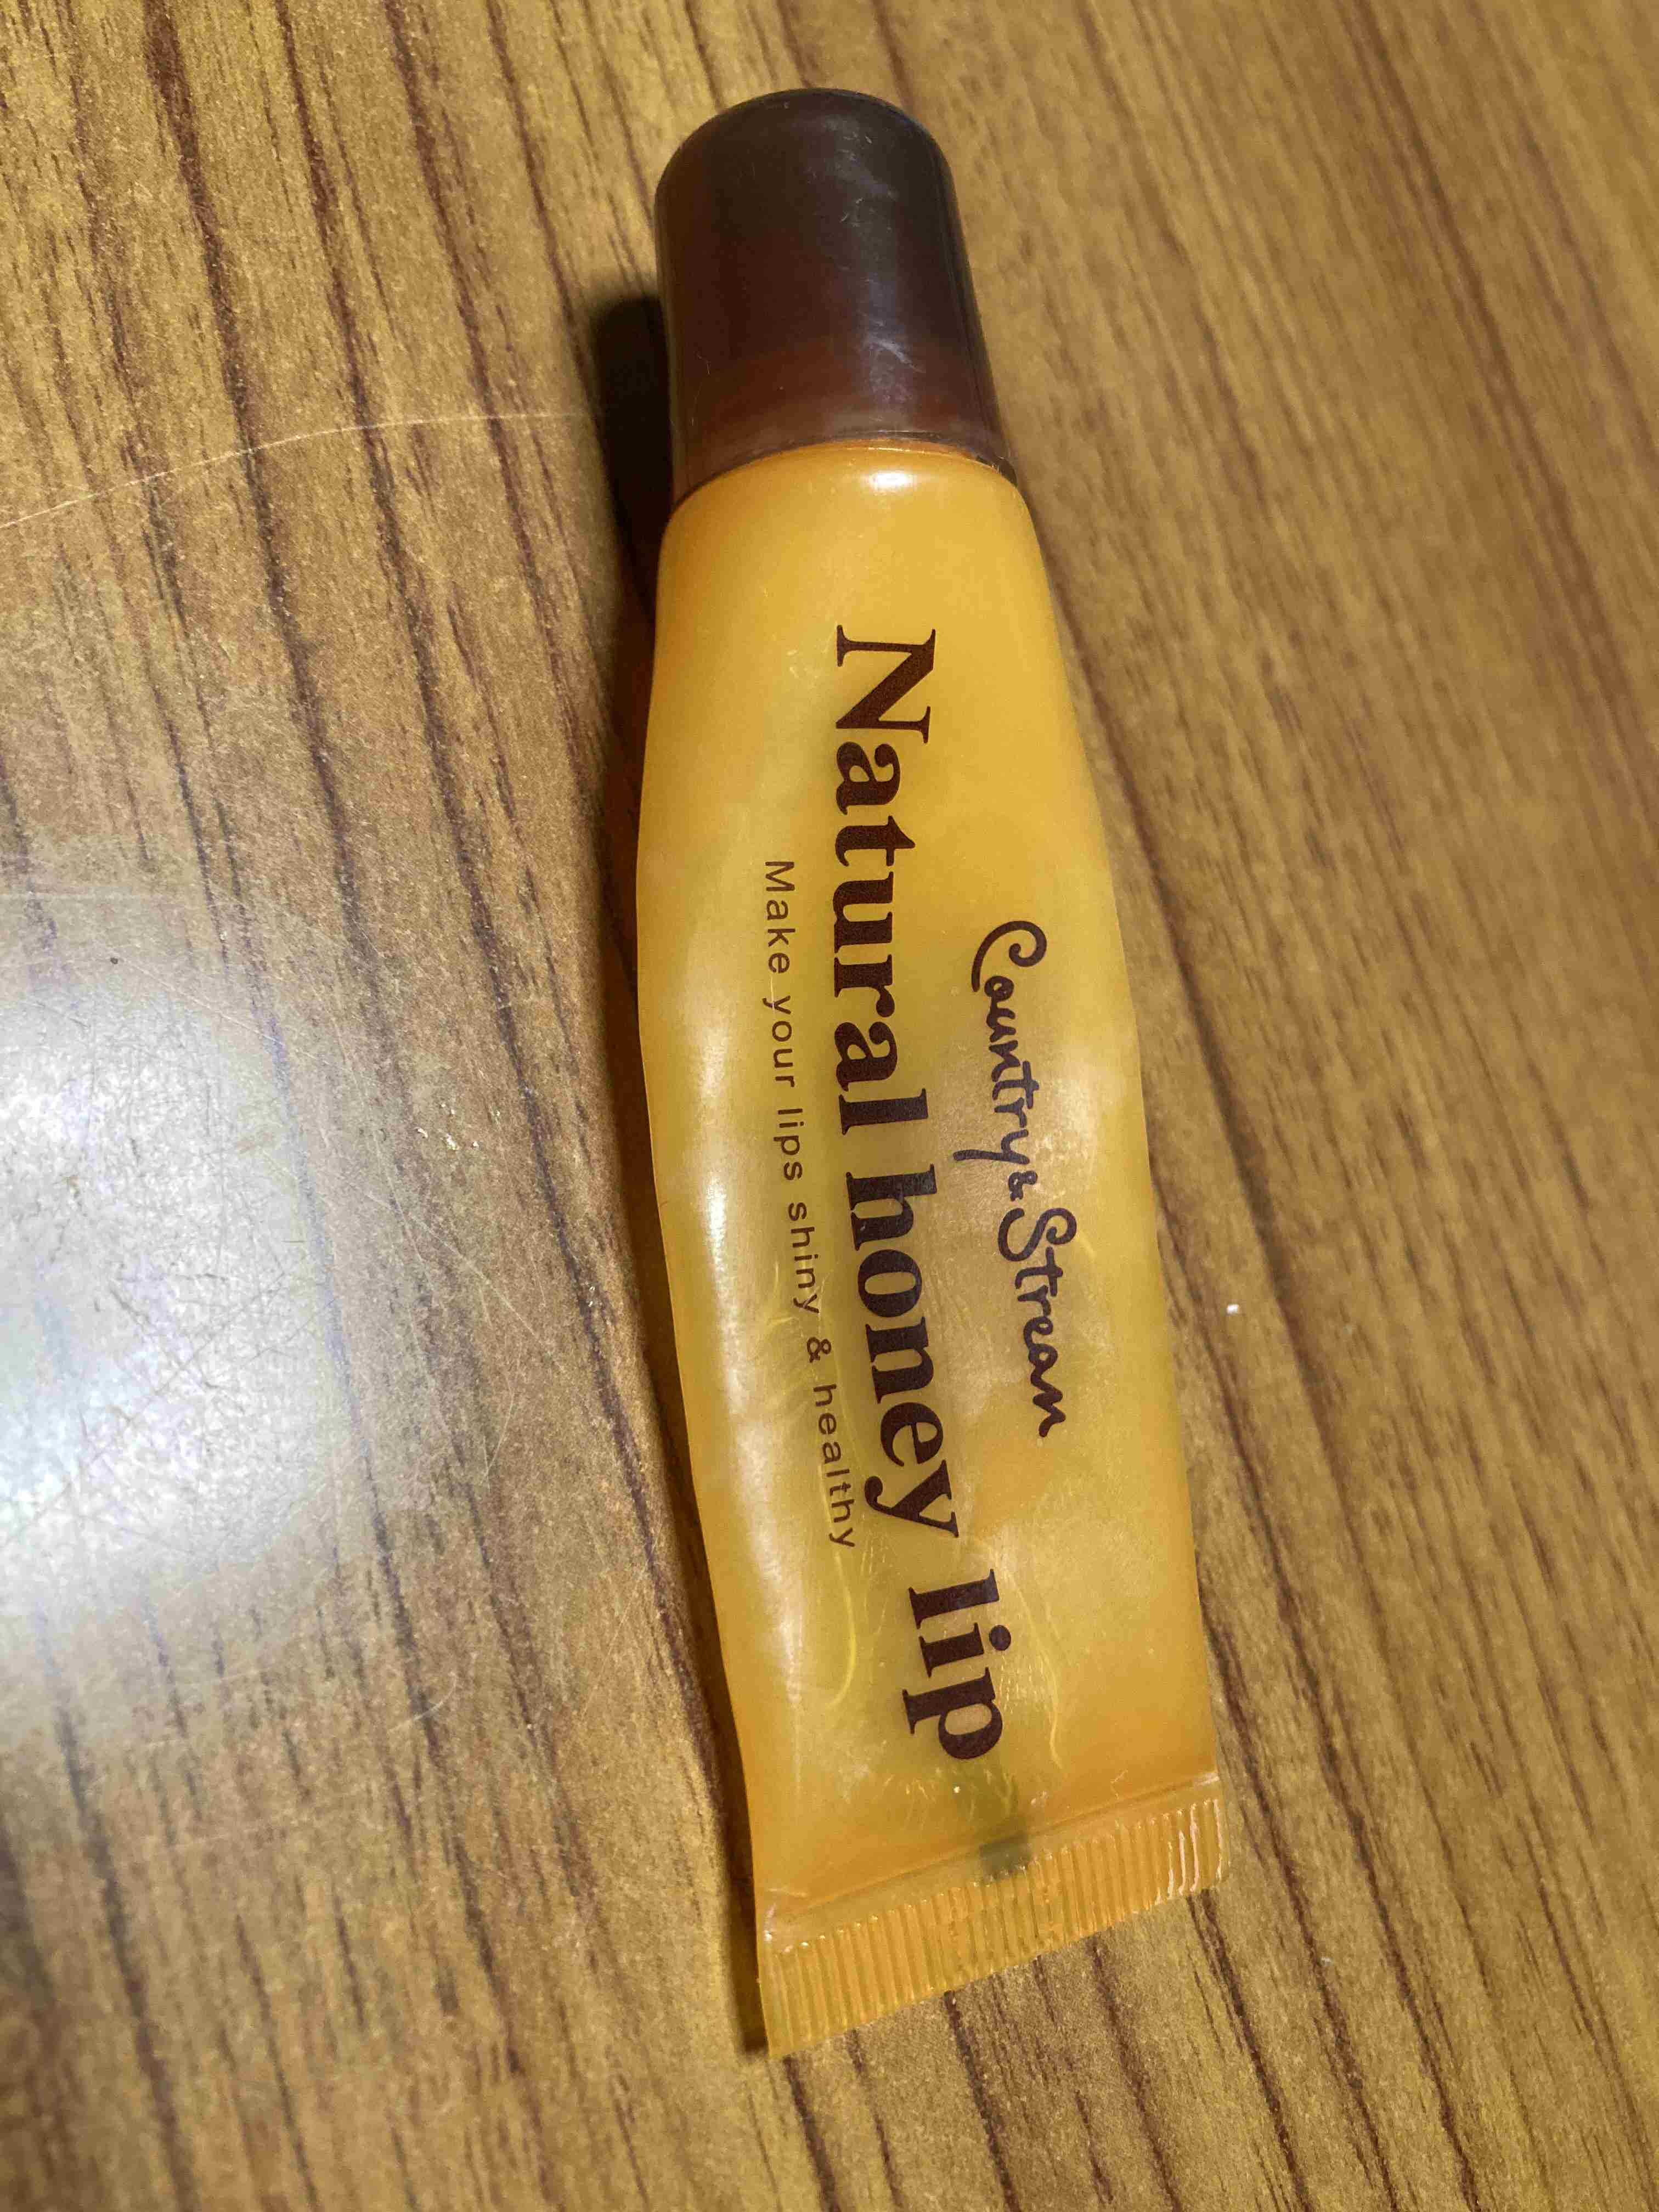 Country & Stream
Natural honey lip
Make your lips shiny & healthy